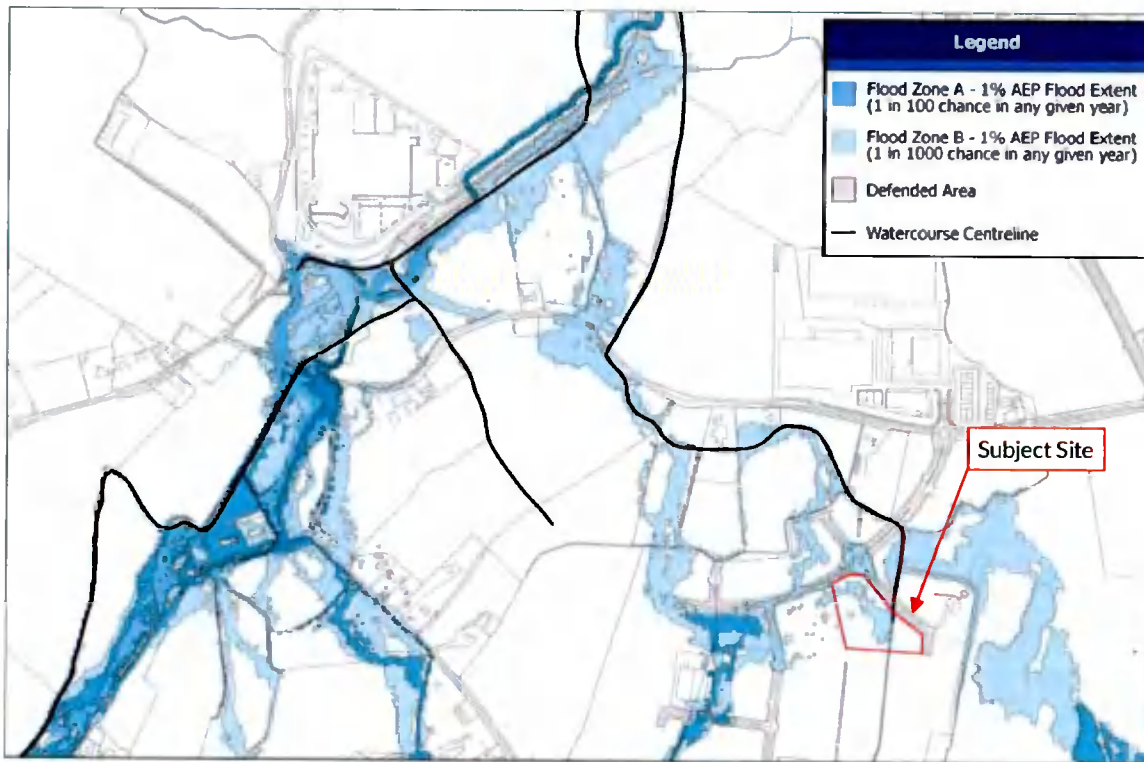 Legend
Flood Zone A - 1% AEP Flood Extent
(1 in 100 chance in any given year)
Flood Zone B - 1% AEP Flood Extent
(1 in 1000 chance in any given year)
Defended Area
Watercourse Centreline
Subject Site